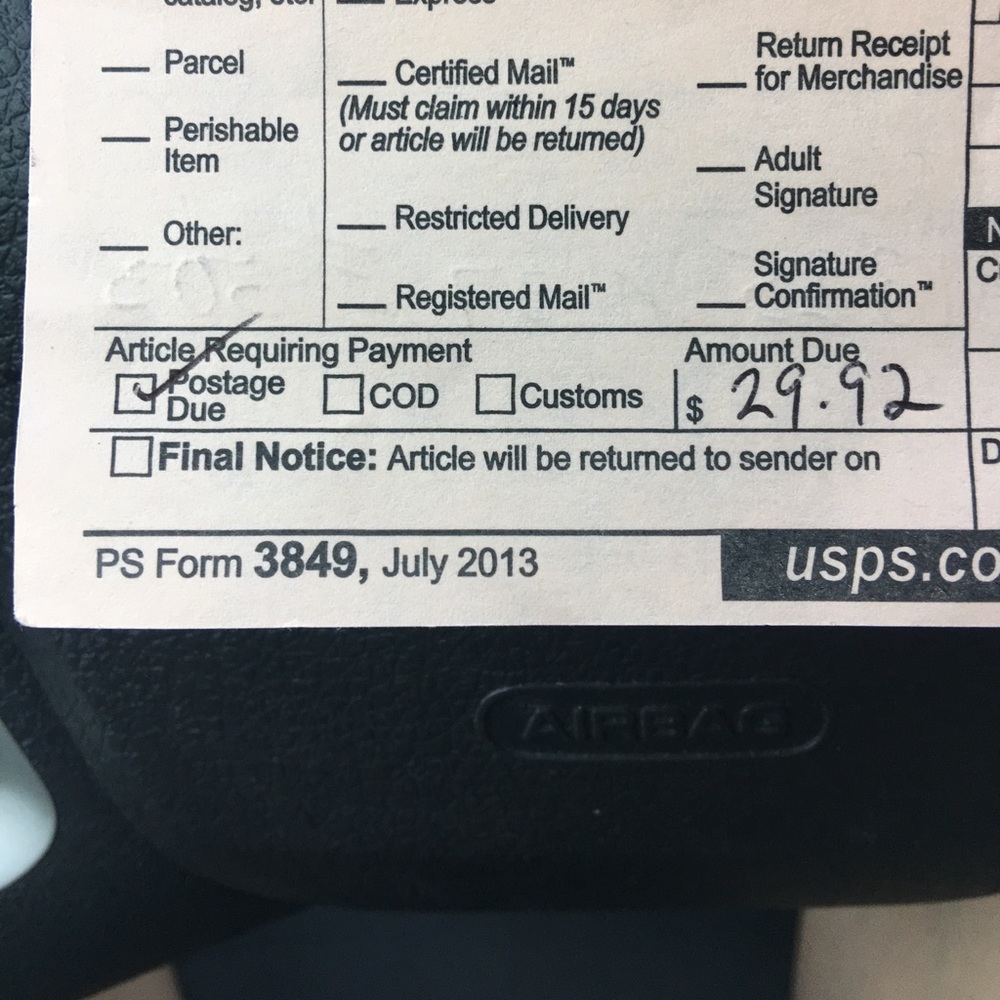 Parcel
Perishable
Item
Other:
Certified Mail™
(Must claim within 15 days
or article will be returned)
Restricted Delivery
Registered Mail™
Return Receipt
for Merchandise
Adult
Signature
Signature
Confirmation™
Article Requiring Payment
Postage
Due
COD
Customs
Amount Due
$ 29.92
Final Notice: Article will be returned to sender on
PS Form 3849, July 2013
usps.co
AIRBAG